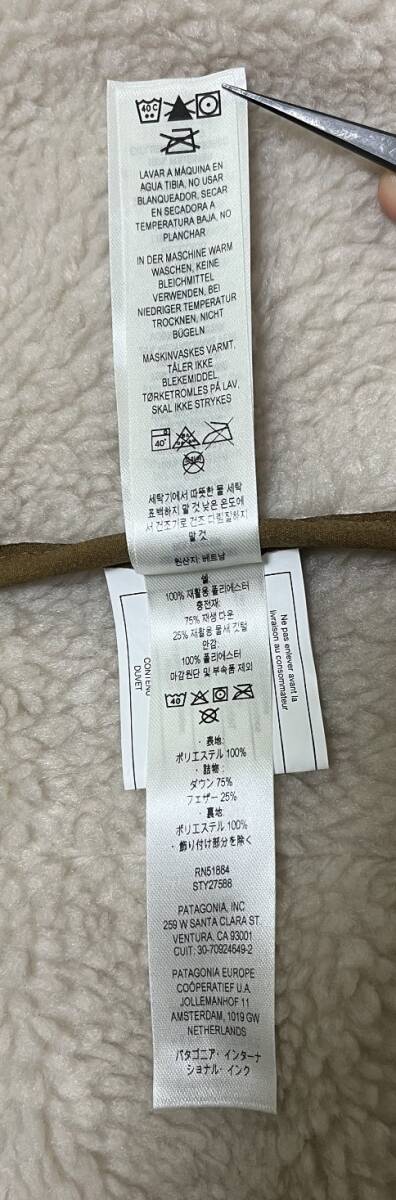 40 C
LAVAR A MÁQUINA EN
AGUA TIBIA, NO USAR
BLANQUEADOR, SECAR
EN SECADORA A
TEMPERATURA BAJA, NO
PLANCHAR
IN DER MASCHINE WARM
WASCHEN, KEINE
BLEICHMITTEL
VERWENDEN, BEI
NIEDRIGER TEMPERATUR
TROCKNEN, NICHT
BÜGELN
MASKINVASKES VARMT,
TÅLER IKKE
BLEKEMIDDEL,
TØRKETROMLES PÅ LAV,
SKAL IKKE STRYKES
40°
세탁기에서 따뜻한 물 세탁
표백하지 말 것 낮은 온도에
서 건조기로 건조 다림질하지
말 것
원산지: 베트남
쉘:
100% 재활용 폴리에스터
충전재:
75% 재생 다운
25% 재활용 물새 깃털
안감:
100% 폴리에스터
마감원단 및 부속품 제외
40
・表地:
ポリエステル 100%
・詰物:
ダウン 75%
フェザー 25%
・裏地:
ポリエステル 100%
・飾り付け部分を除く
RN51884
STY27588
PATAGONIA, INC
259 W SANTA CLARA ST.
VENTURA, CA 93001
CUIT: 30-70924649-2
PATAGONIA EUROPE
COÖPERATIEF U.A.
JOLLEMANHOF 11
AMSTERDAM, 1019 GW
NETHERLANDS
パタゴニア・インターナ
ショナル・インク
Ne pas enlever avant la
livraison au consommateur
DUVET